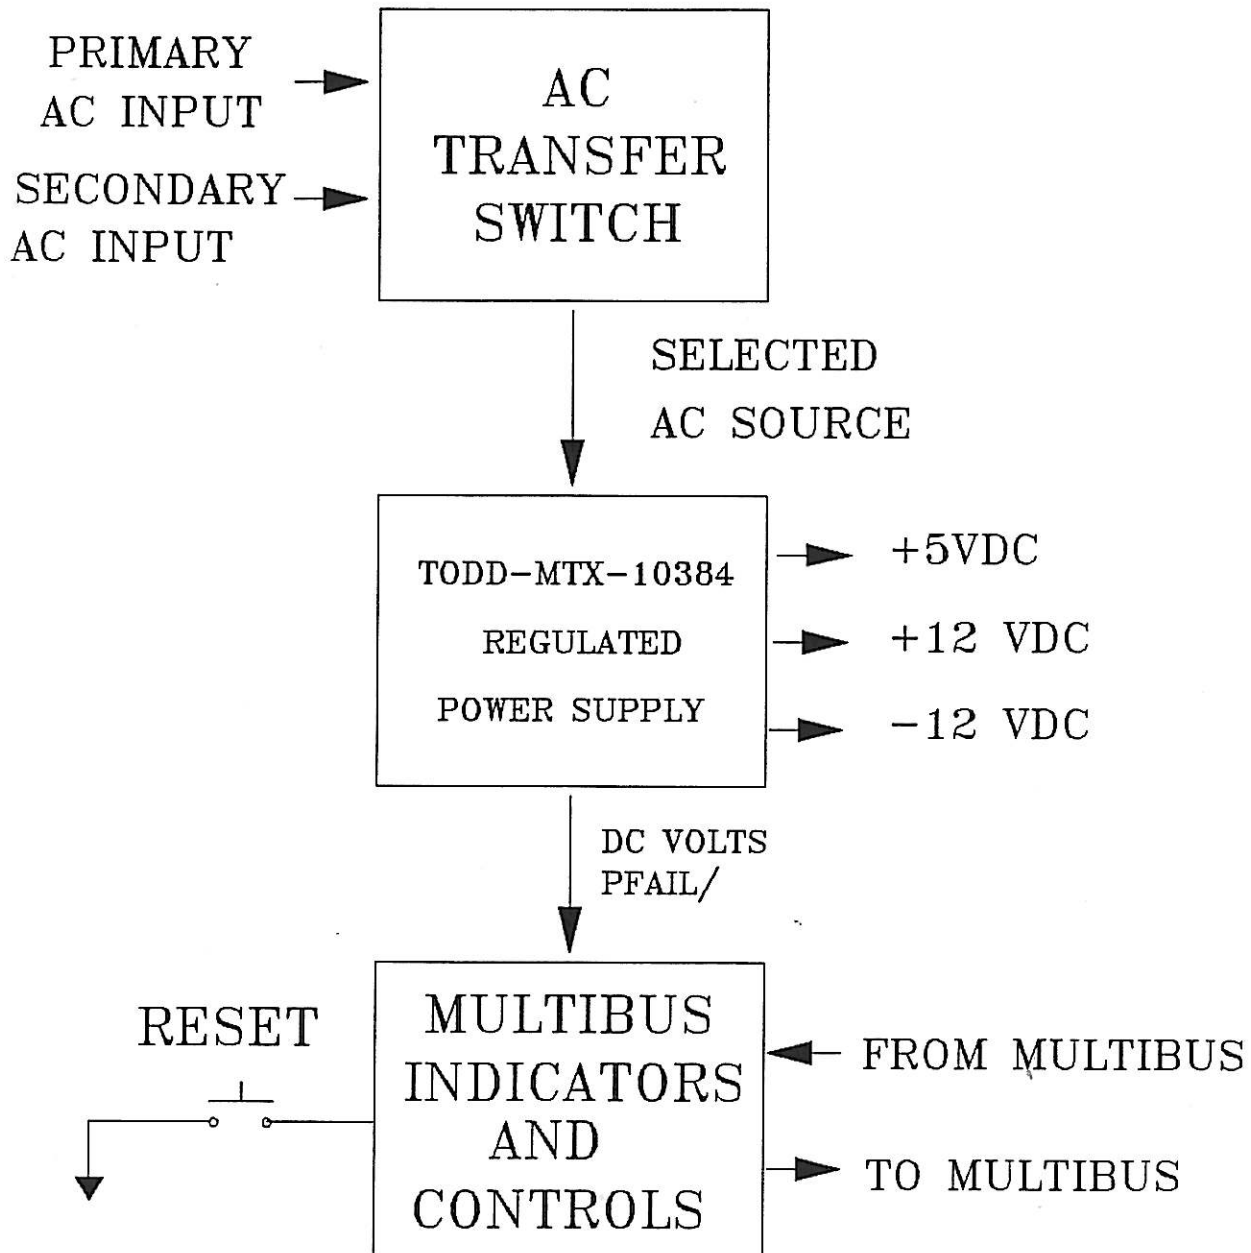 PRIMARY
AC INPUT
SECONDARY
AC INPUT
AC
TRANSFER
SWITCH
SELECTED
AC SOURCE
TODD-MTX-10384
REGULATED
POWER SUPPLY
+5VDC
+12 VDC
-12 VDC
DC VOLTS
PFAIL/
RESET
MULTIBUS
INDICATORS
AND
CONTROLS
FROM MULTIBUS
TO MULTIBUS